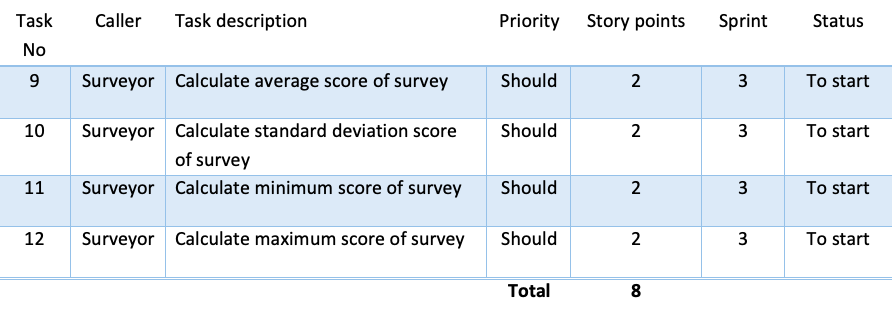 Task No Caller Task description Priority Story points Sprint Status
9 Surveyor Calculate average score of survey Should 2 3 To start
10 Surveyor Calculate standard deviation score of survey Should 2 3 To start
11 Surveyor Calculate minimum score of survey Should 2 3 To start
12 Surveyor Calculate maximum score of survey Should 2 3 To start
Total 8